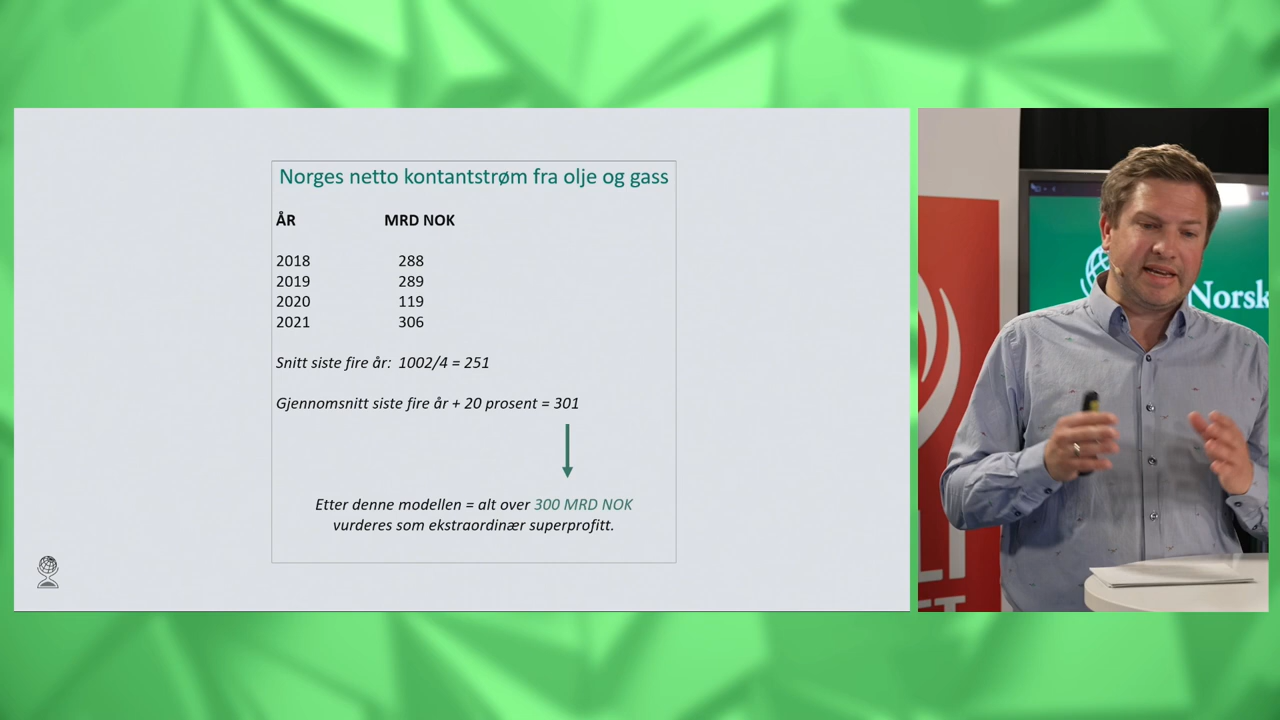 Norges netto kontantstrøm fra olje og gass
ÅR MRD NOK
2018 288
2019 289
2020 119
2021 306
Snitt siste fire år: 1002/4 = 251
Gjennomsnitt siste fire år + 20 prosent = 301
Etter denne modellen = alt over 300 MRD NOK
vurderes som ekstraordinær superprofitt.
Norsk